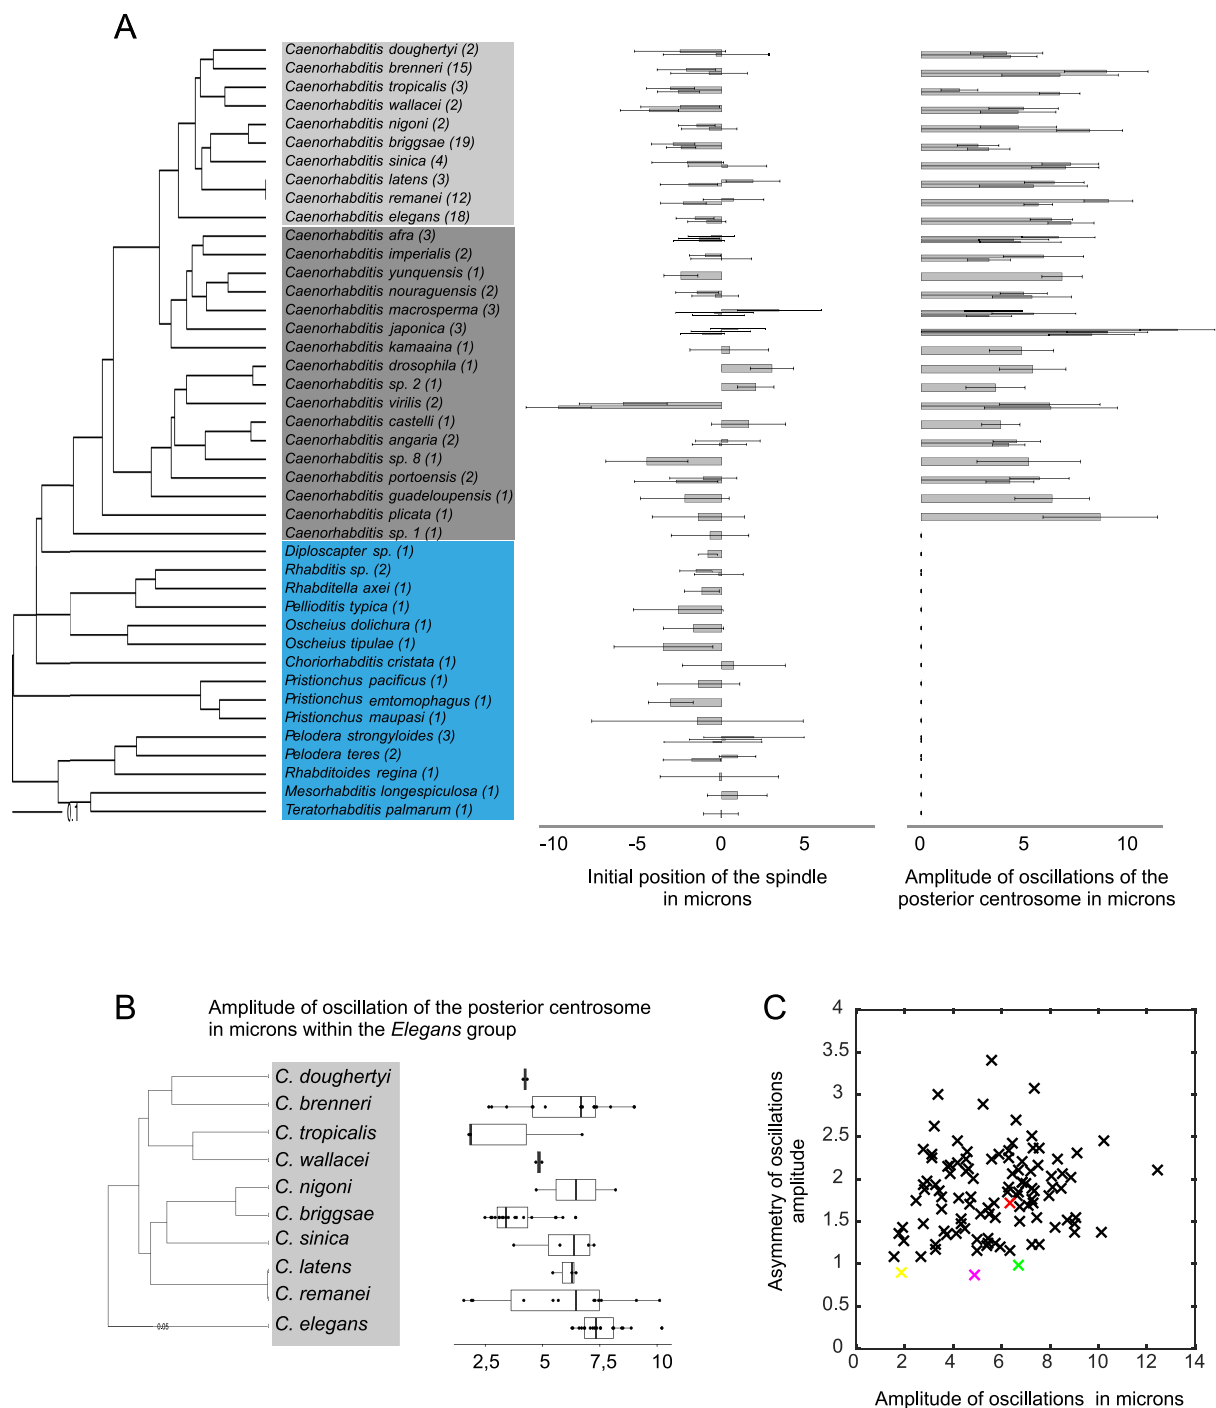 A
Caenorhabditis doughertyi (2)
Caenorhabditis brenneri (15)
Caenorhabditis tropicalis (3)
Caenorhabditis wallacei (2)
Caenorhabditis nigoni (2)
Caenorhabditis briggsae (19)
Caenorhabditis sinica (4)
Caenorhabditis latens (3)
Caenorhabditis remanei (12)
Caenorhabditis elegans (18)
Caenorhabditis afra (3)
Caenorhabditis imperialis (2)
Caenorhabditis yunquensis (1)
Caenorhabditis nouraguensis (2)
Caenorhabditis macrosperma (3)
Caenorhabditis japonica (3)
Caenorhabditis kamaaina (1)
Caenorhabditis drosophila (1)
Caenorhabditis sp. 2 (1)
Caenorhabditis virilis (2)
Caenorhabditis castelli (1)
Caenorhabditis angaria (2)
Caenorhabditis sp. 8 (1)
Caenorhabditis portoensis (2)
Caenorhabditis guadeloupensis (1)
Caenorhabditis plicata (1)
Caenorhabditis sp. 1 (1)
Diploscapter sp. (1)
Rhabditis sp. (2)
Rhabditella axei (1)
Pellioditis typica (1)
Oscheius dolichura (1)
Oscheius tipulae (1)
Choriorhabditis cristata (1)
Pristionchus pacificus (1)
Pristionchus emtomophagus (1)
Pristionchus maupasi (1)
Pelodera strongyloides (3)
Pelodera teres (2)
Rhabditoides regina (1)
Mesorhabditis longespiculosa (1)
Teratorhabditis palmarum (1)
0.1
-10 -5 0 5
Initial position of the spindle
in microns
0 5 10
Amplitude of oscillations of the
posterior centrosome in microns
B
Amplitude of oscillation of the posterior centrosome
in microns within the Elegans group
C. doughertyi
C. brenneri
C. tropicalis
C. wallacei
C. nigoni
C. briggsae
C. sinica
C. latens
C. remanei
C. elegans
0.05
2,5 5 7,5 10
C
Asymmetry of oscillations
amplitude
4
3.5
3
2.5
2
1.5
1
0.5
0
0 2 4 6 8 10 12 14
Amplitude of oscillations in microns